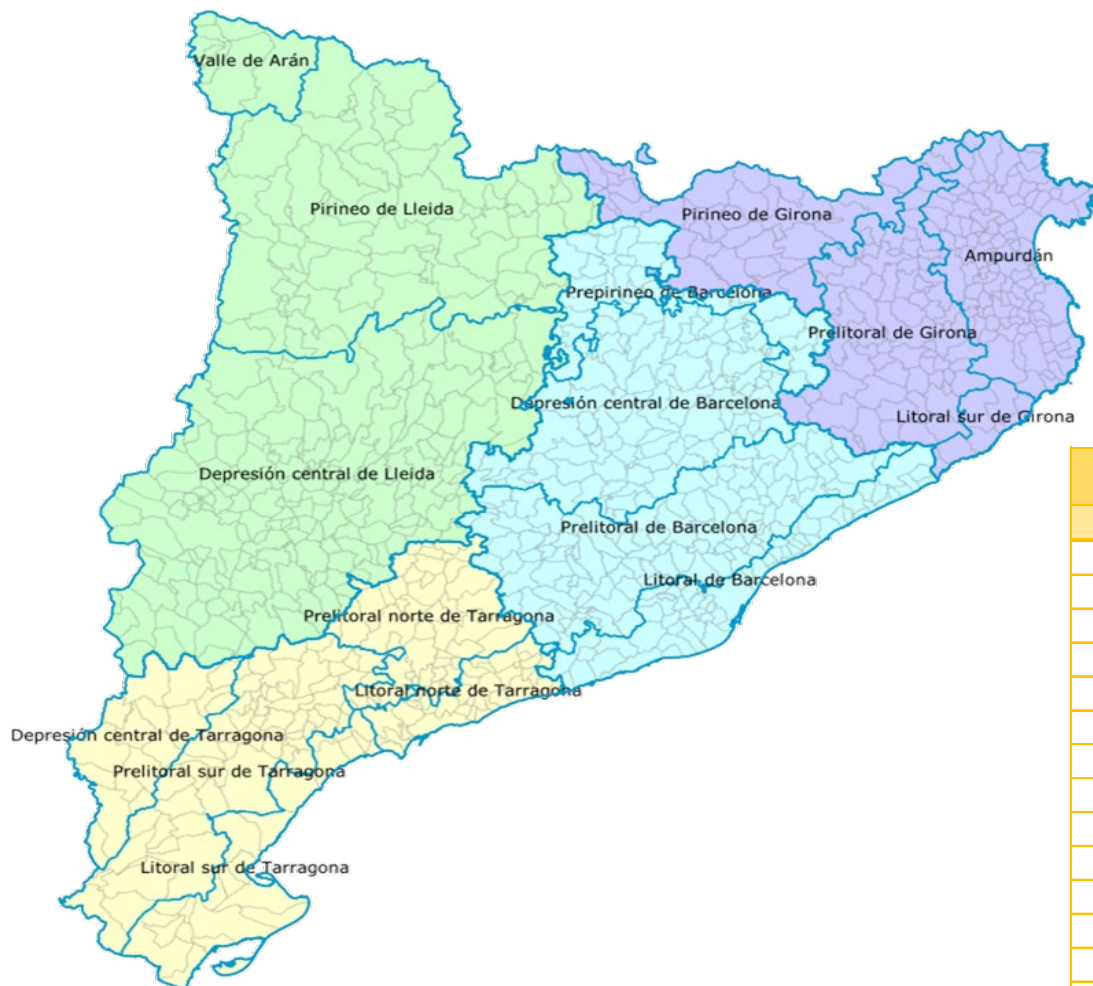 Valle de Arán
Pirineo de Lleida
Pirineo de Girona
Ampurdán
Prepirineo de Barcelona
Prelitoral de Girona
Depresión central de Barcelona
Litoral sur de Girona
Depresión central de Lleida
Prelitoral de Barcelona
Litoral de Barcelona
Prelitoral norte de Tarragona
Litoral norte de Tarragona
Depresión central de Tarragona
Prelitoral sur de Tarragona
Litoral sur de Tarragona